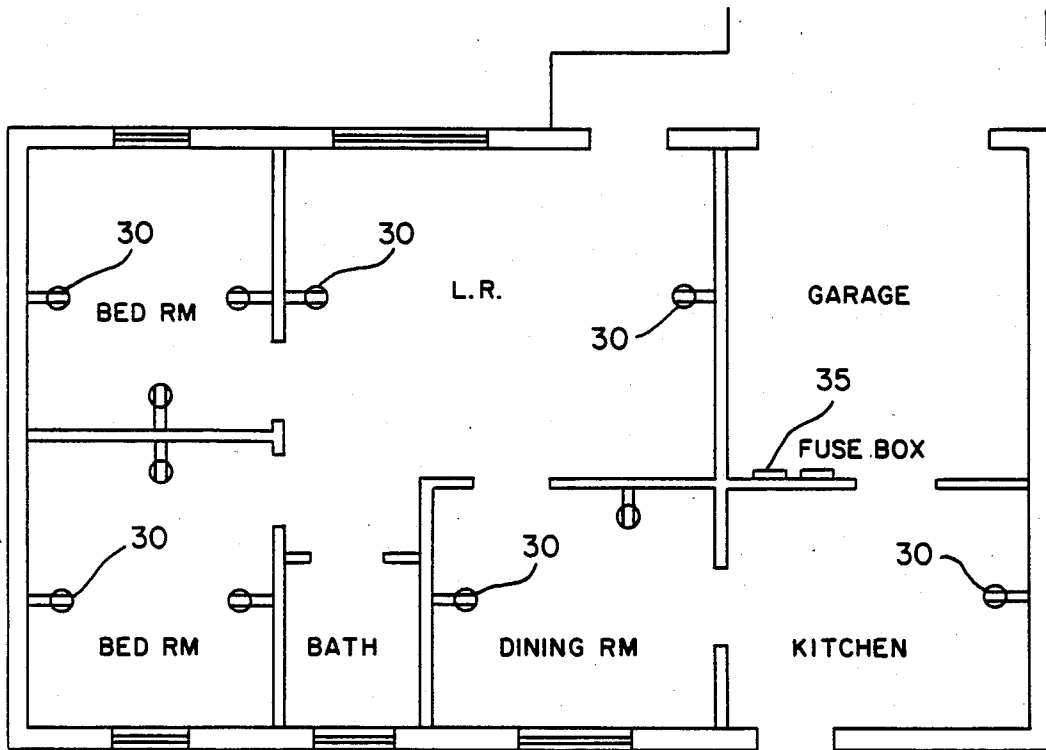 30
30
L.R.
BED RM
GARAGE
30
35
FUSE BOX
30
30
30
BED RM
BATH
DINING RM
KITCHEN